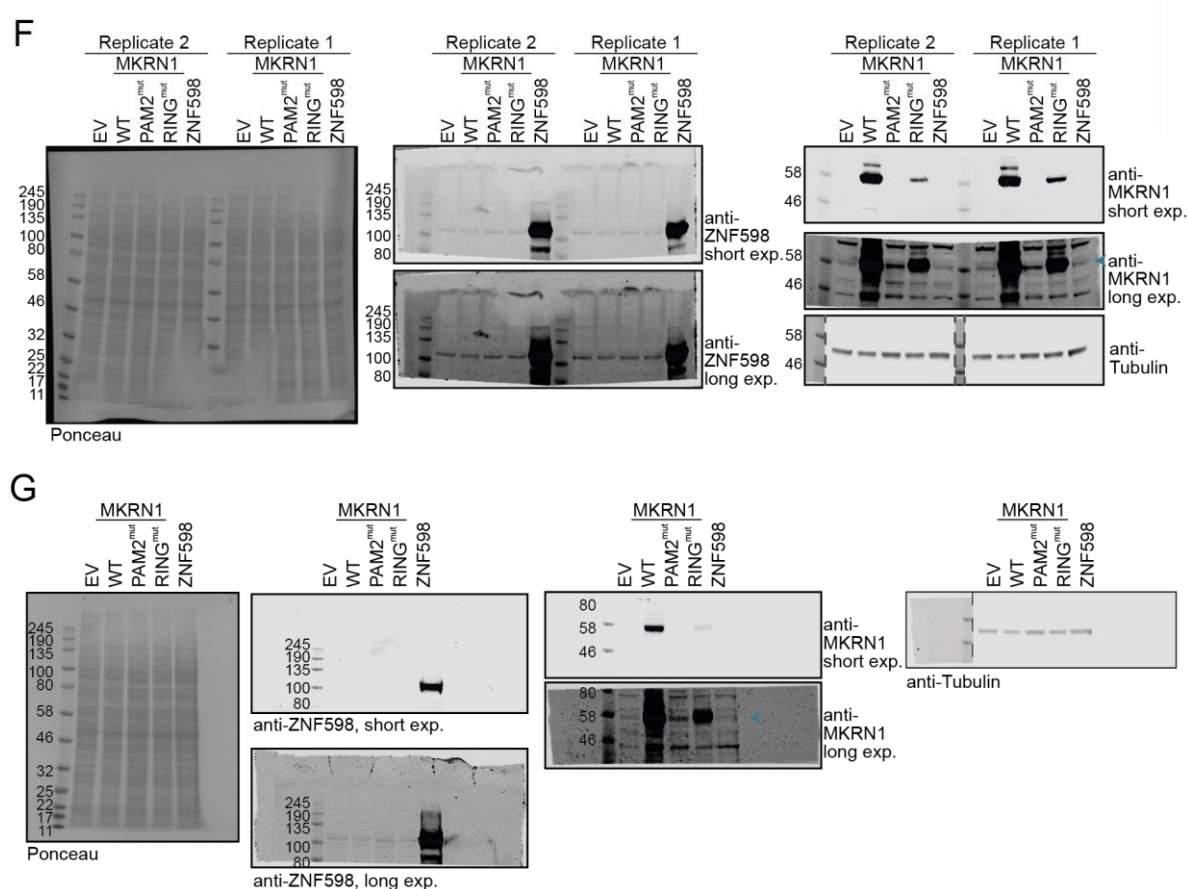 F
Replicate 2 Replicate 1
MKRN1 MKRN1
EV WT PAM2mut RINGmut ZNF598 EV WT PAM2mut RINGmut ZNF598
245
190
135
100
80
58
46
32
25
22
17
11
Ponceau
Replicate 2 Replicate 1
MKRN1 MKRN1
EV WT PAM2mut RINGmut ZNF598 EV WT PAM2mut RINGmut ZNF598
245
190
135
100
80
anti-
ZNF598
short exp.
245
190
135
100
80
anti-
ZNF598
long exp.
Replicate 2 Replicate 1
MKRN1 MKRN1
EV WT PAM2mut RINGmut ZNF598 EV WT PAM2mut RINGmut ZNF598
58
46
anti-
MKRN1
short exp.
58
46
anti-
MKRN1
long exp.
58
46
anti-
Tubulin
G
MKRN1
EV WT PAM2mut RINGmut ZNF598
245
190
135
100
80
58
46
32
25
22
17
11
Ponceau
MKRN1
EV WT PAM2mut RINGmut ZNF598
245
190
135
100
80
anti-ZNF598, short exp.
245
190
135
100
80
anti-ZNF598, long exp.
MKRN1
EV WT PAM2mut RINGmut ZNF598
80
58
46
anti-
MKRN1
short exp.
80
58
46
anti-
MKRN1
long exp.
MKRN1
EV WT PAM2mut RINGmut ZNF598
anti-Tubulin